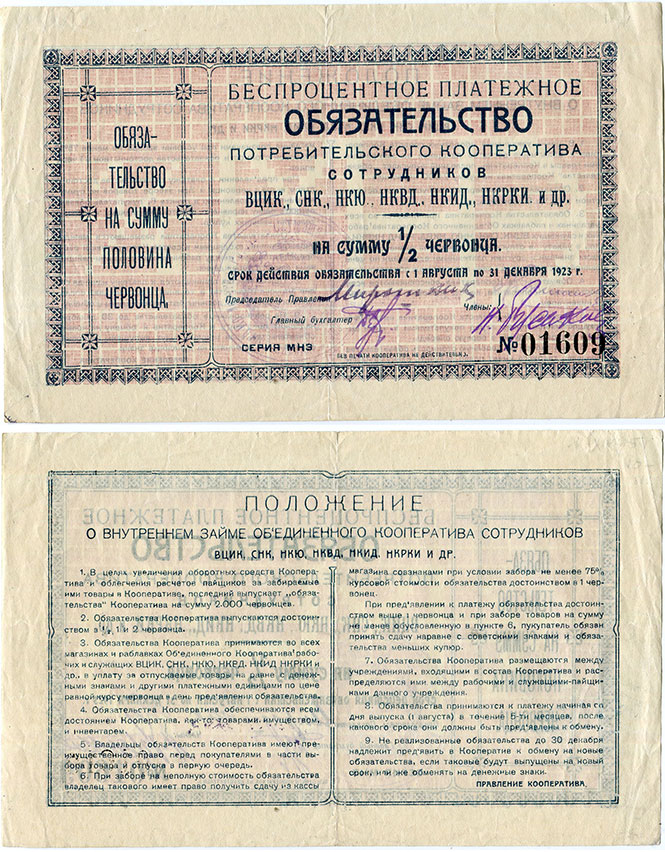 ОБЯЗА-
ТЕЛЬСТВО
НА СУММУ
ПОЛОВИНА
ЧЕРВОНЦА.
БЕСПРОЦЕНТНОЕ ПЛАТЕЖНОЕ
ОБЯЗАТЕЛЬСТВО
ПОТРЕБИТЕЛЬСКОГО КООПЕРАТИВА
СОТРУДНИКОВ
ВЦИК., СНК., НКЮ., НКВД., НКИД., НКРКИ. и др.
НА СУММУ 1/2 ЧЕРВОНЦА.
СРОК ДЕЙСТВИЯ ОБЯЗАТЕЛЬСТВА с 1 АВГУСТА по 31 ДЕКАБРЯ 1923 г.
Председатель Правления
Члены:
Главный бухгалтер
СЕРИЯ МНЭ
№ 01609
БЕЗ ПЕЧАТИ КООПЕРАТИВА НЕ ДЕЙСТВИТЕЛЬНО.
ПОЛОЖЕНИЕ
О ВНУТРЕННЕМ ЗАЙМЕ ОБ'ЕДИНЕННОГО КООПЕРАТИВА СОТРУДНИКОВ
ВЦИК, СНК, НКЮ, НКВД, НКИД, НКРКИ И ДР.
1. В целях увеличения оборотных средств Коопера-
тива и облегчения расчетов пайщиков за забираемые
ими товары в Кооперативе, последний выпускает „обяза-
тельства" Кооператива на сумму 2.000 червонцев.
2. Обязательства Кооператива выпускаются достоин-
ством в ½, 1 и 2 червонца.
3. Обязательства Кооператива принимаются во всех
магазинах и раблавках Об'единенного Кооператива рабо-
чих и служащих ВЦИК, СНК, НКЮ, НКВД, НКИД НКРКИ и
др., в уплату за отпускаемые товары на равне с денеж-
ными знаками и другими платежными единицами по цене
равной курсу червонца в день пред'явления обязательств.
4. Обязательства Кооператива обеспечиваются всем
достоянием Кооператива, как-то: товарами, имуществом,
и инвентарем.
5. Владельцы обязательств Кооператива имеют преи-
мущественное право перед покупателями в части вы-
бора товара и отпуска в первую очередь.
6. При заборе на неполную стоимость обязательства
владелец такового имеет право получить сдачу из кассы
магазина совзнаками при условии забора не менее 75%
курсовой стоимости обязательства достоинством в 1 чер-
вонец.
При пред'явлении к платежу обязательства достоин-
ством выше 1 червонца и при заборе товаров на сумму
не менее обусловленную в пункте 6, покупатель обязан
принять сдачу наравне с советскими знаками и обяза-
тельства меньших купюр.
7. Обязательства Кооператива размещаются между
учреждениями, входящими в состав Кооператива и рас-
пределяются ими между рабочими и служащими-пайщи-
ками данного учреждения.
8. Обязательства принимаются к платежу начиная со
дня выпуска (1 августа) в течение 5-ти месяцев, после
какового срока они должны быть пред'явлены к обмену.
9. Не реализованные обязательства до 30 декабря
надлежит пред'явить в Кооператив к обмену на новые
обязательства, если таковые будут выпущены на новый
срок, или же обменять на денежные знаки.
ПРАВЛЕНИЕ КООПЕРАТИВА.